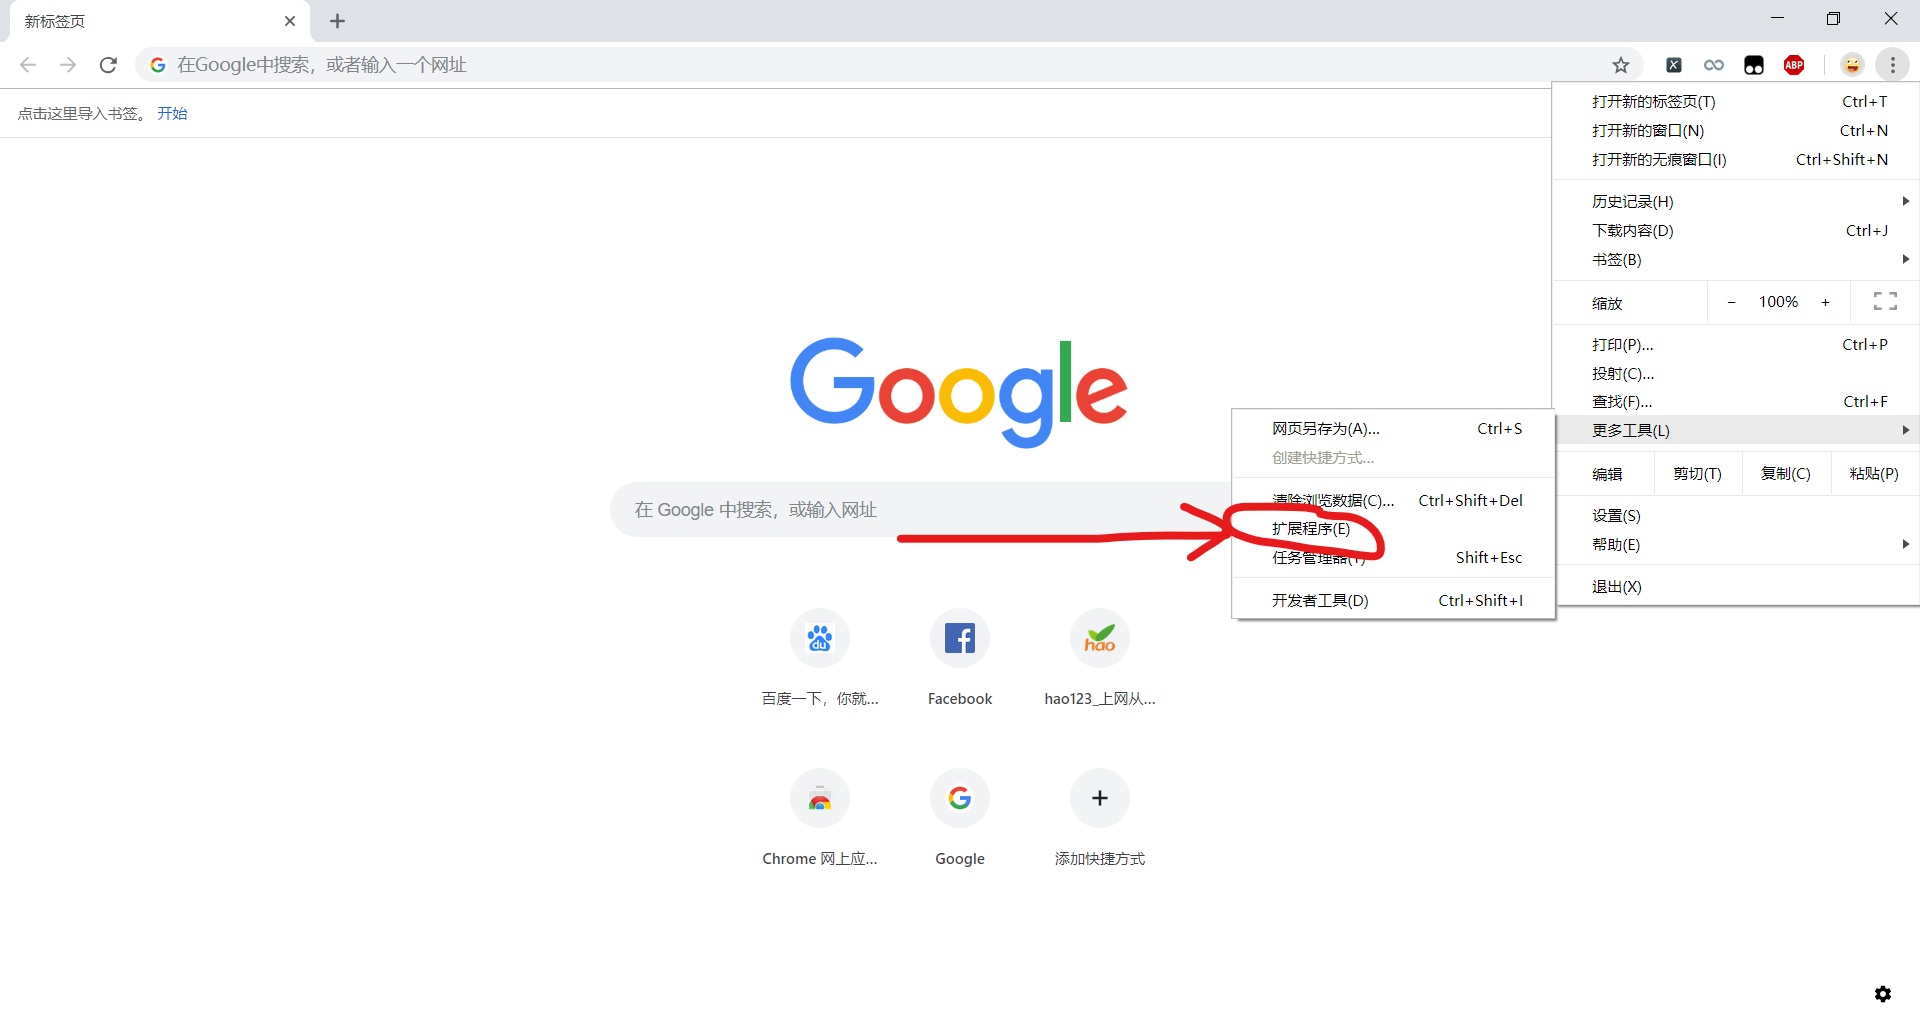 新标签页
在Google中搜索，或者输入一个网址
ABP
点击这里导入书签。 开始
打开新的标签页(T) Ctrl+T
打开新的窗口(N) Ctrl+N
打开新的无痕窗口(I) Ctrl+Shift+N
历史记录(H)
下载内容(D) Ctrl+J
书签(B)
缩放 - 100% +
打印(P)... Ctrl+P
投射(C)...
查找(F)... Ctrl+F
更多工具(L)
编辑 剪切(T) 复制(C) 粘贴(P)
设置(S)
帮助(E)
退出(X)
网页另存为(A)... Ctrl+S
创建快捷方式...
清除浏览数据(C)... Ctrl+Shift+Del
扩展程序(E)
任务管理器(T) Shift+Esc
开发者工具(D) Ctrl+Shift+I
Google
在 Google 中搜索，或输入网址
du
hao
百度一下，你就... Facebook hao123_上网从...
Chrome 网上应... Google 添加快捷方式